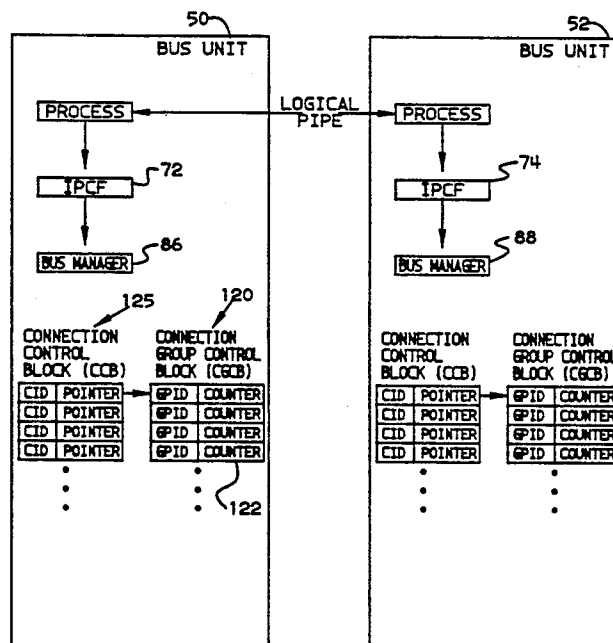 50
BUS UNIT
PROCESS
72
IPCF
86
BUS MANAGER
125
120
CONNECTION
CONTROL
BLOCK (CCB)
CONNECTION
GROUP CONTROL
BLOCK (CGCB)
CID POINTER GPID COUNTER
CID POINTER GPID COUNTER
CID POINTER GPID COUNTER
CID POINTER GPID COUNTER
122
LOGICAL
PIPE
52
BUS UNIT
PROCESS
74
IPCF
88
BUS MANAGER
CONNECTION
CONTROL
BLOCK (CCB)
CONNECTION
GROUP CONTROL
BLOCK (CGCB)
CID POINTER GPID COUNTER
CID POINTER GPID COUNTER
CID POINTER GPID COUNTER
CID POINTER GPID COUNTER